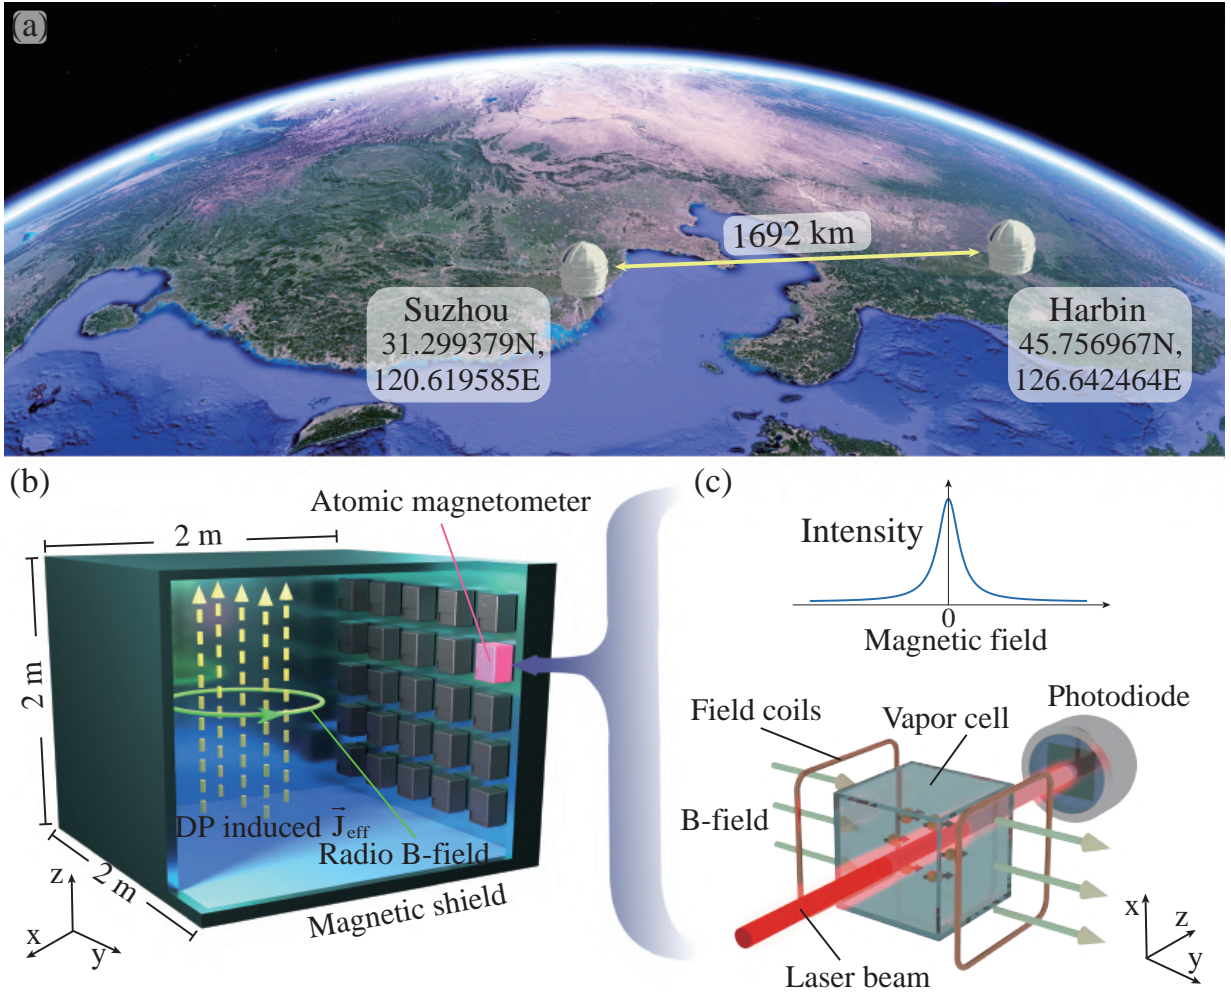 (a)
1692 km
Suzhou
31.299379N,
120.619585E
Harbin
45.756967N,
126.642464E
(b)
Atomic magnetometer
2 m
2 m
2 m
DP induced J⃗eff
Radio B-field
Magnetic shield
z
x
y
(c)
Intensity
0
Magnetic field
Photodiode
Field coils
Vapor cell
B-field
Laser beam
x
z
y